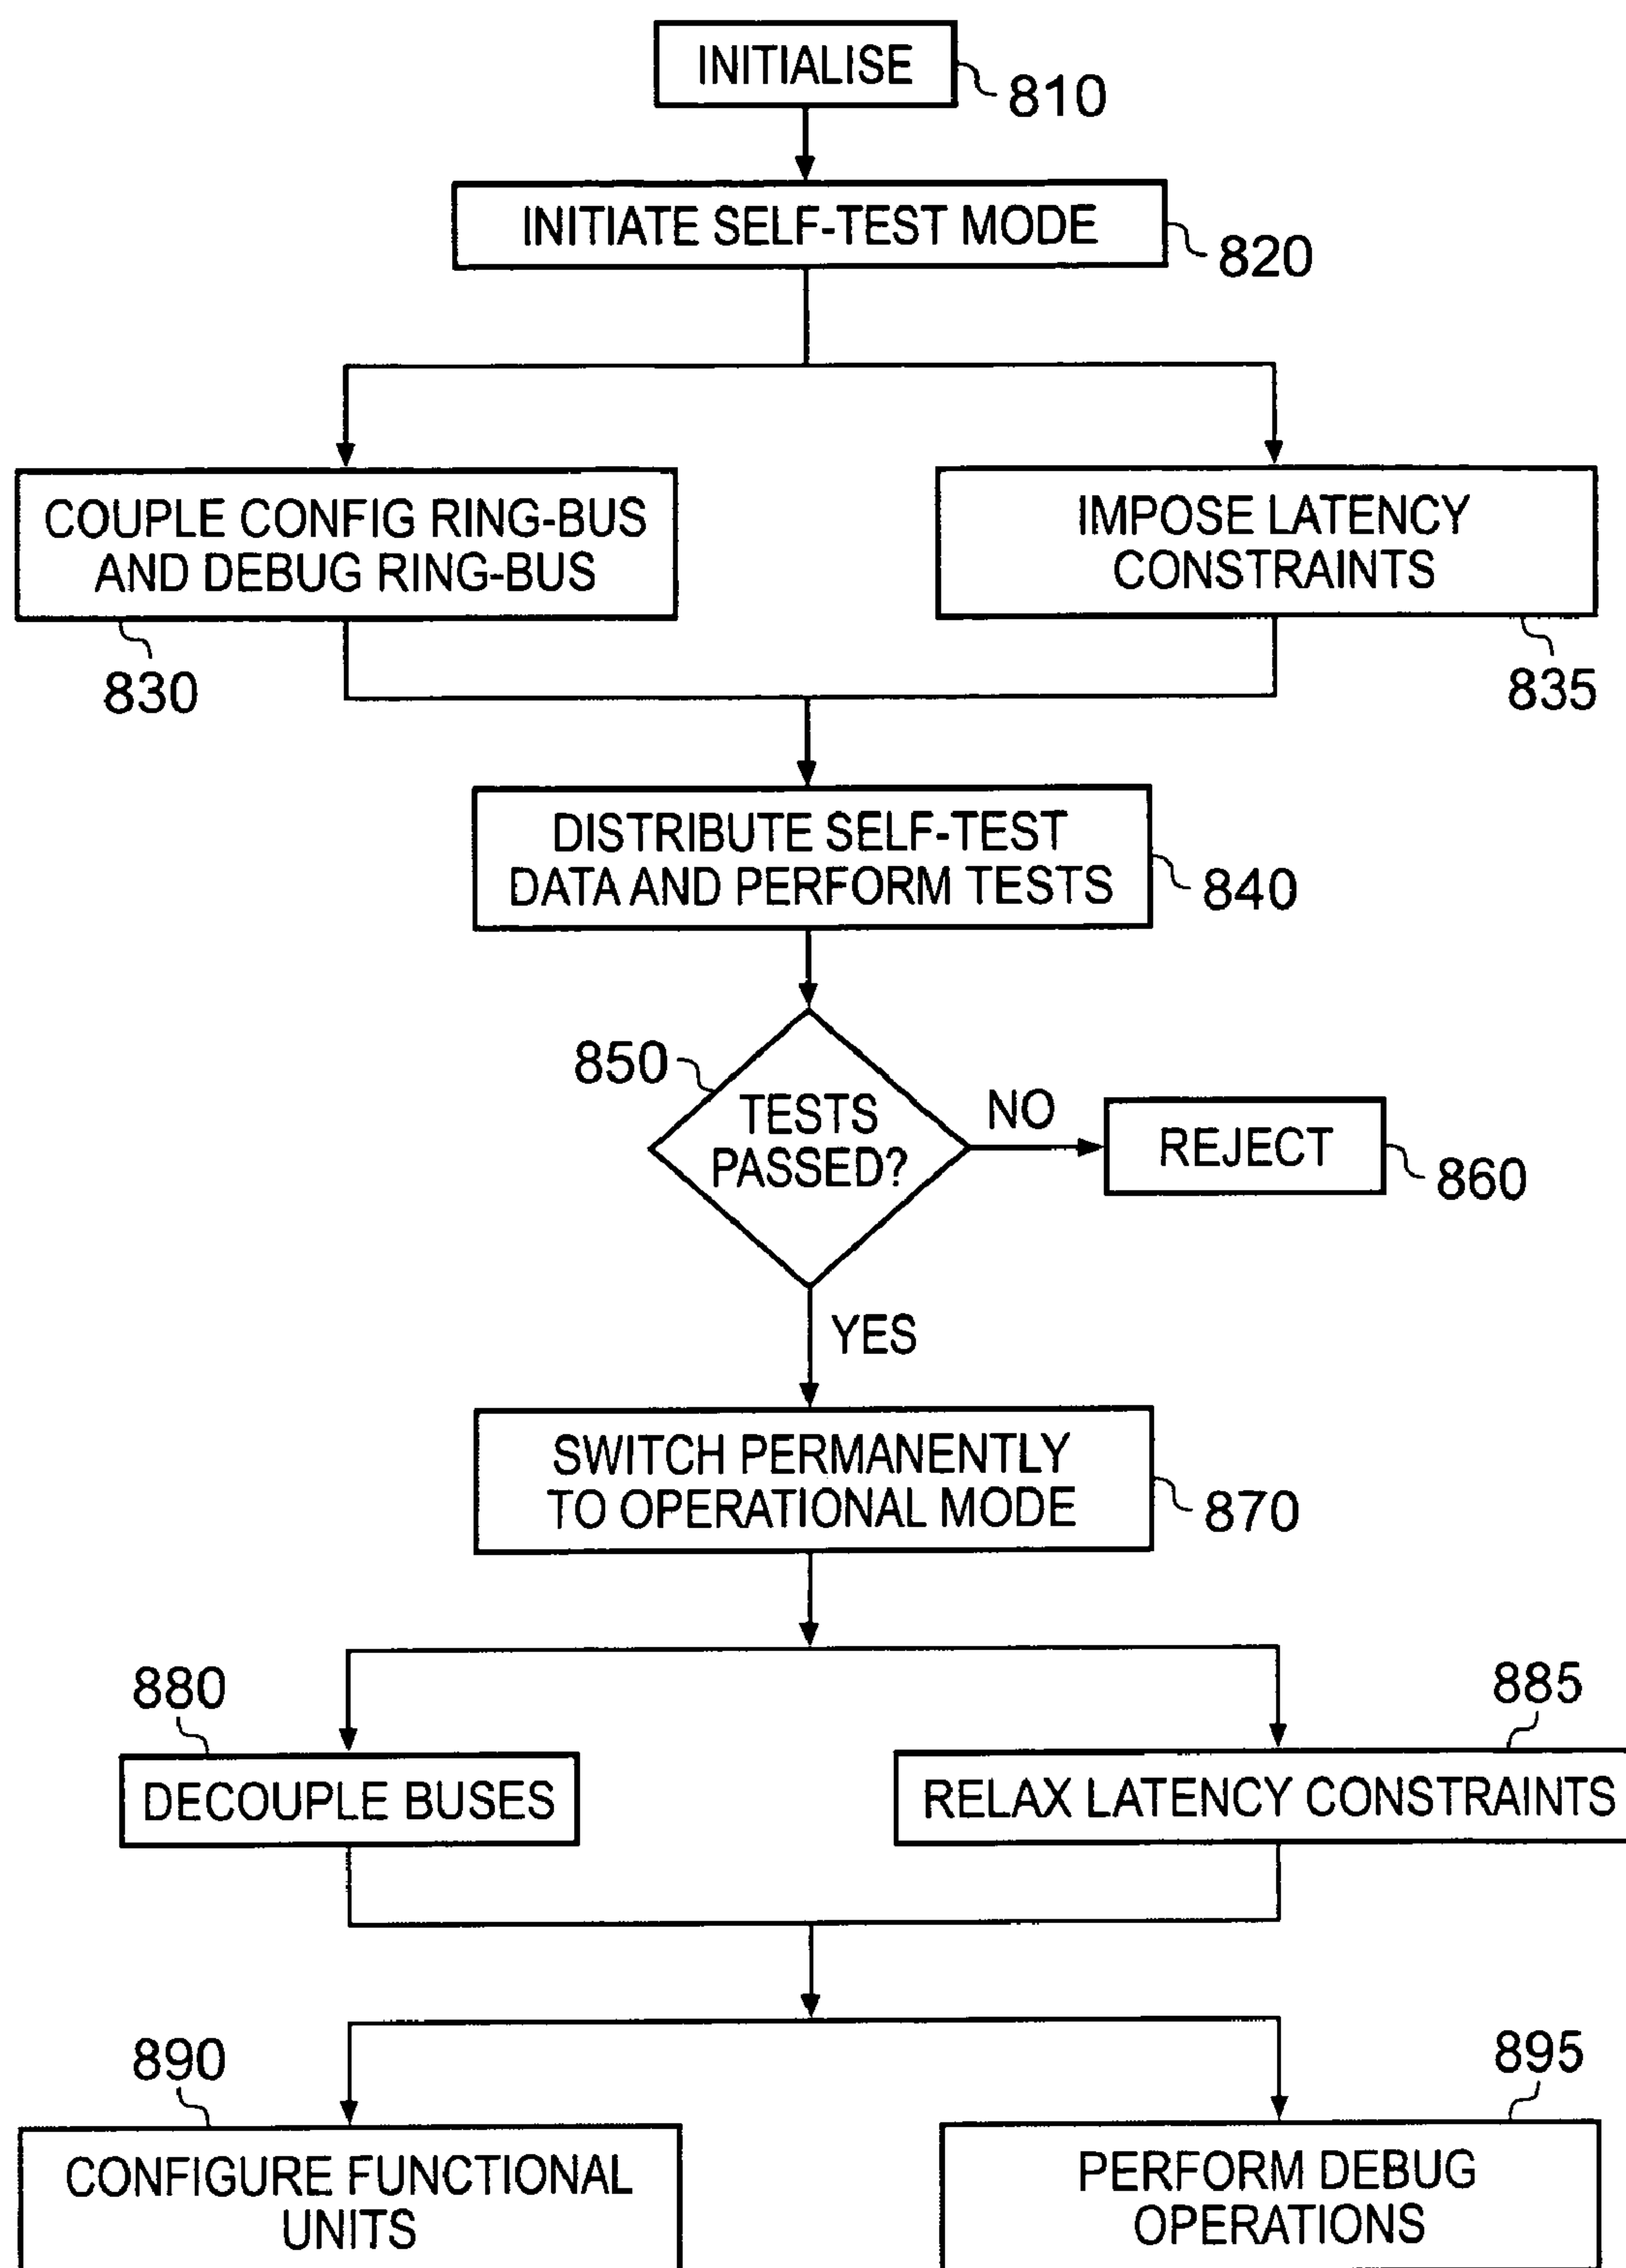 INITIALISE
810
INITIATE SELF-TEST MODE
820
COUPLE CONFIG RING-BUS
AND DEBUG RING-BUS
830
IMPOSE LATENCY
CONSTRAINTS
835
DISTRIBUTE SELF-TEST
DATA AND PERFORM TESTS
840
850
TESTS
PASSED?
NO
REJECT
860
YES
SWITCH PERMANENTLY
TO OPERATIONAL MODE
870
880
DECOUPLE BUSES
885
RELAX LATENCY CONSTRAINTS
890
CONFIGURE FUNCTIONAL
UNITS
895
PERFORM DEBUG
OPERATIONS